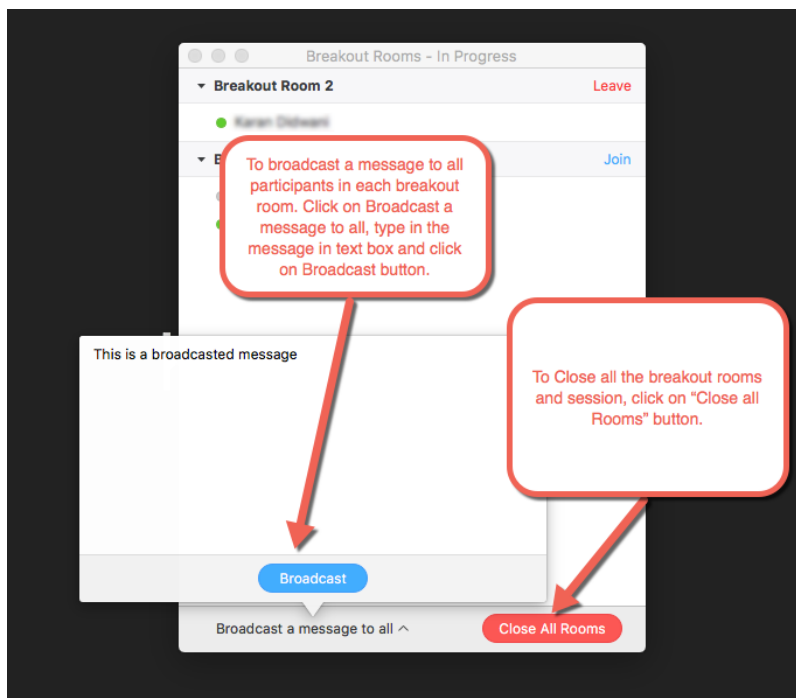 Breakout Rooms - In Progress
Breakout Room 2
Leave
B
Join
To broadcast a message to all
participants in each breakout
room. Click on Broadcast a
message to all, type in the
message in text box and click
on Broadcast button.
This is a broadcasted message
To Close all the breakout rooms
and session, click on “Close all
Rooms” button.
Broadcast
Broadcast a message to all
Close All Rooms